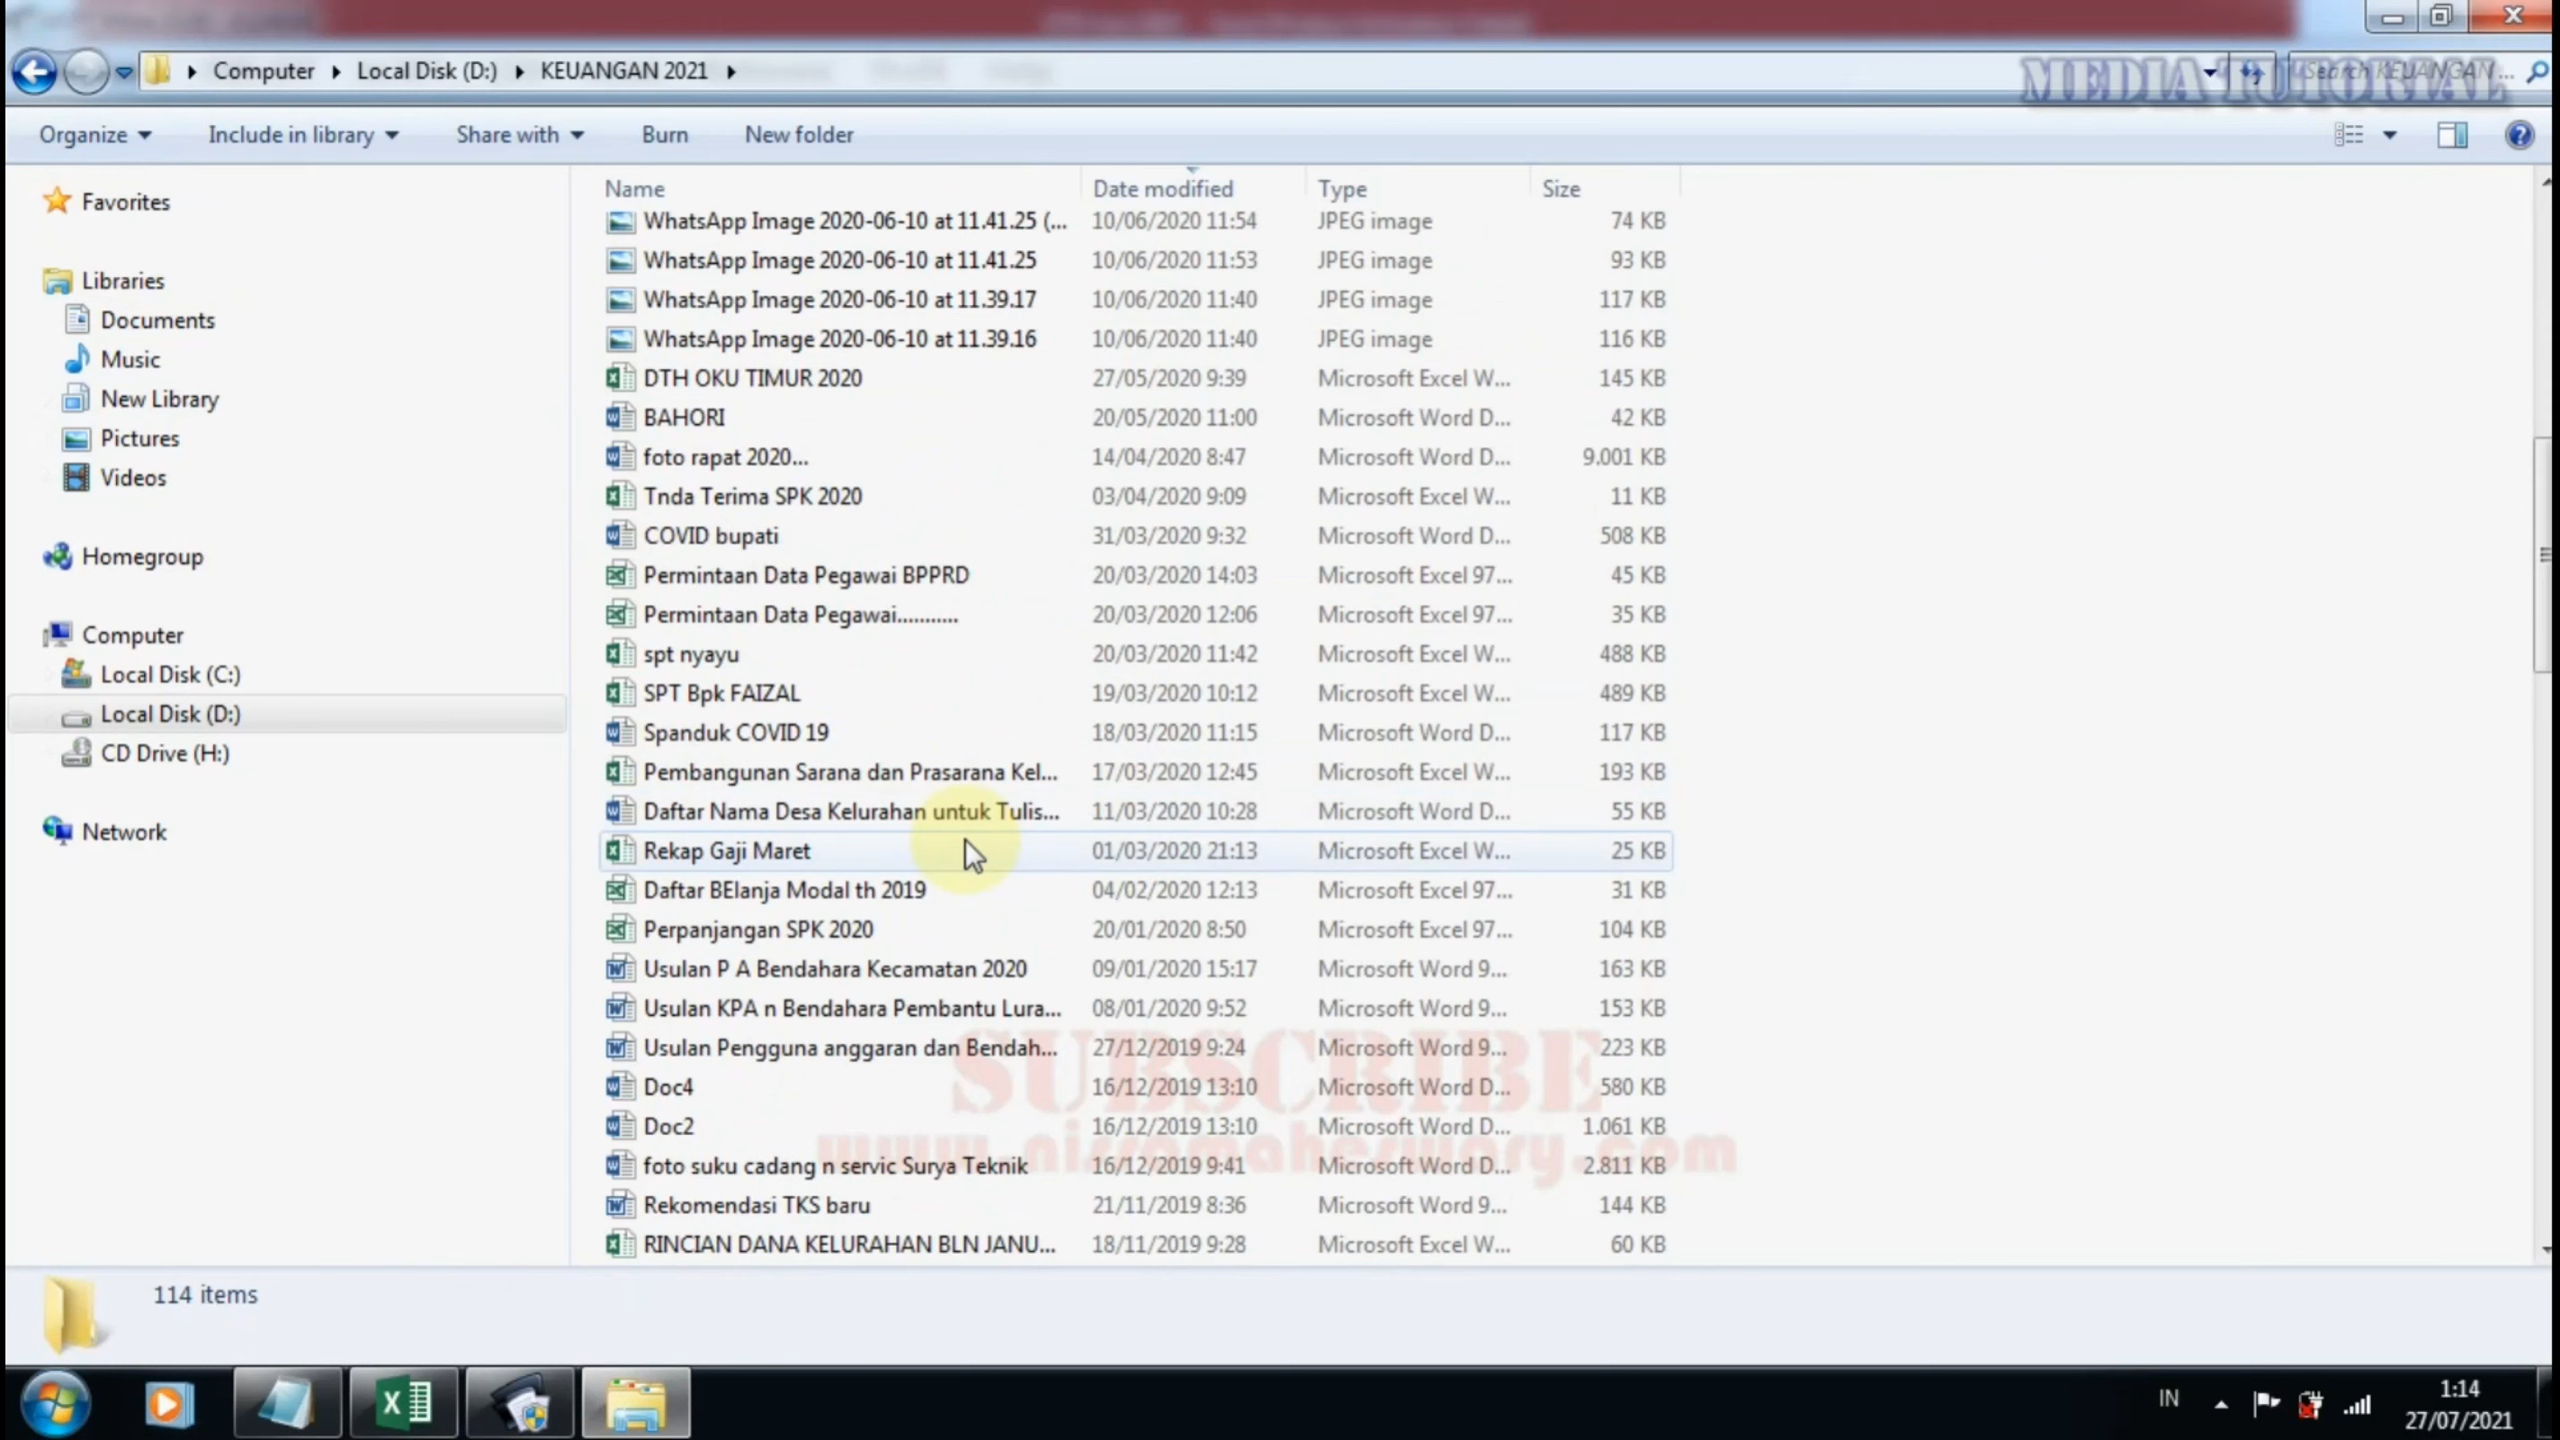 Computer Local Disk (D:) KEUANGAN 2021
MEDIA TUTORIAL
Search KEUANGAN ...
Organize Include in library Share with Burn New folder
Favorites
Libraries
Documents
Music
New Library
Pictures
Videos
Homegroup
Computer
Local Disk (C:)
Local Disk (D:)
CD Drive (H:)
Network
Name Date modified Type Size
WhatsApp Image 2020-06-10 at 11.41.25 (... 10/06/2020 11:54 JPEG image 74 KB
WhatsApp Image 2020-06-10 at 11.41.25 10/06/2020 11:53 JPEG image 93 KB
WhatsApp Image 2020-06-10 at 11.39.17 10/06/2020 11:40 JPEG image 117 KB
WhatsApp Image 2020-06-10 at 11.39.16 10/06/2020 11:40 JPEG image 116 KB
DTH OKU TIMUR 2020 27/05/2020 9:39 Microsoft Excel W... 145 KB
BAHORI 20/05/2020 11:00 Microsoft Word D... 42 KB
foto rapat 2020... 14/04/2020 8:47 Microsoft Word D... 9.001 KB
Tnda Terima SPK 2020 03/04/2020 9:09 Microsoft Excel W... 11 KB
COVID bupati 31/03/2020 9:32 Microsoft Word D... 508 KB
Permintaan Data Pegawai BPPRD 20/03/2020 14:03 Microsoft Excel 97... 45 KB
Permintaan Data Pegawai........... 20/03/2020 12:06 Microsoft Excel 97... 35 KB
spt nyayu 20/03/2020 11:42 Microsoft Excel W... 488 KB
SPT Bpk FAIZAL 19/03/2020 10:12 Microsoft Excel W... 489 KB
Spanduk COVID 19 18/03/2020 11:15 Microsoft Word D... 117 KB
Pembangunan Sarana dan Prasarana Kel... 17/03/2020 12:45 Microsoft Excel W... 193 KB
Daftar Nama Desa Kelurahan untuk Tulis... 11/03/2020 10:28 Microsoft Word D... 55 KB
Rekap Gaji Maret 01/03/2020 21:13 Microsoft Excel W... 25 KB
Daftar BElanja Modal th 2019 04/02/2020 12:13 Microsoft Excel 97... 31 KB
Perpanjangan SPK 2020 20/01/2020 8:50 Microsoft Excel 97... 104 KB
Usulan P A Bendahara Kecamatan 2020 09/01/2020 15:17 Microsoft Word 9... 163 KB
Usulan KPA n Bendahara Pembantu Lura... 08/01/2020 9:52 Microsoft Word 9... 153 KB
Usulan Pengguna anggaran dan Bendah... 27/12/2019 9:24 Microsoft Word 9... 223 KB
Doc4 16/12/2019 13:10 Microsoft Word D... 580 KB
Doc2 16/12/2019 13:10 Microsoft Word D... 1.061 KB
foto suku cadang n servic Surya Teknik 16/12/2019 9:41 Microsoft Word D... 2.811 KB
Rekomendasi TKS baru 21/11/2019 8:36 Microsoft Word 9... 144 KB
RINCIAN DANA KELURAHAN BLN JANU... 18/11/2019 9:28 Microsoft Excel W... 60 KB
SUBSCRIBE
www.nissamaheswary.com
114 items
IN
1:14
27/07/2021